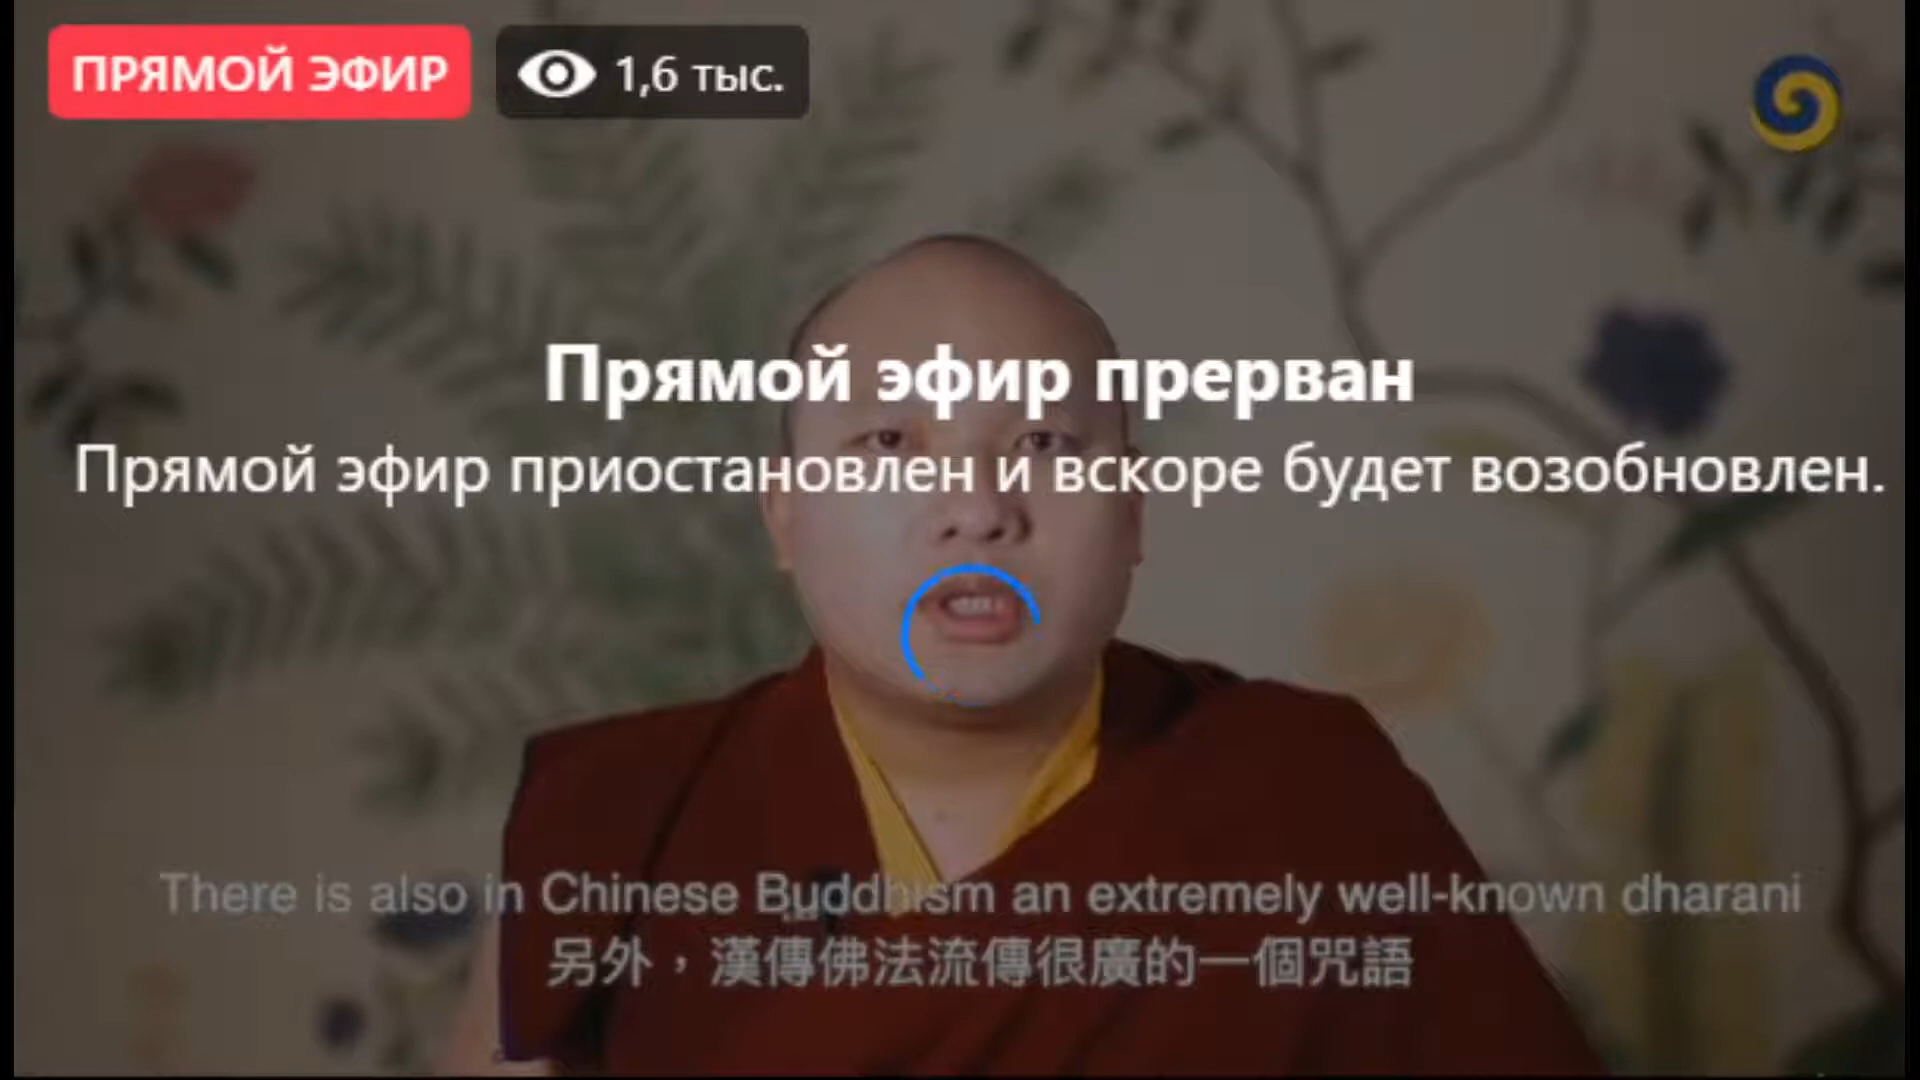 ПРЯМОЙ ЭФИР
1,6 тыс.
Прямой эфир прерван
Прямой эфир приостановлен и вскоре будет возобновлен.
There is also in Chinese Buddhism an extremely well-known dharani
另外，漢傳佛法流傳很廣的一個咒語